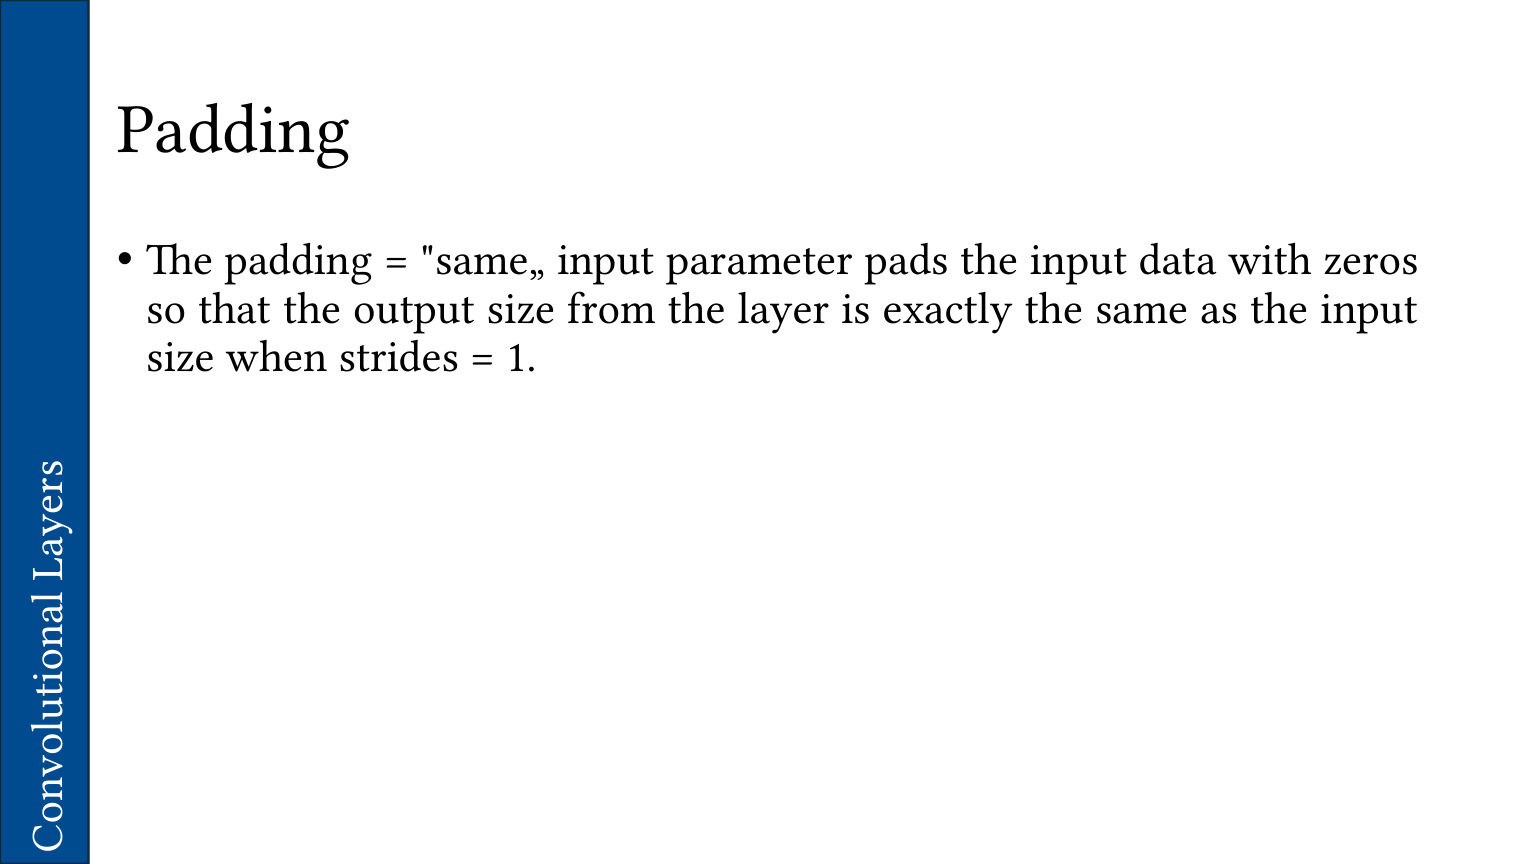 Padding
• The padding = "same„ input parameter pads the input data with zeros
so that the output size from the layer is exactly the same as the input
size when strides = 1.
Convolutional Layers